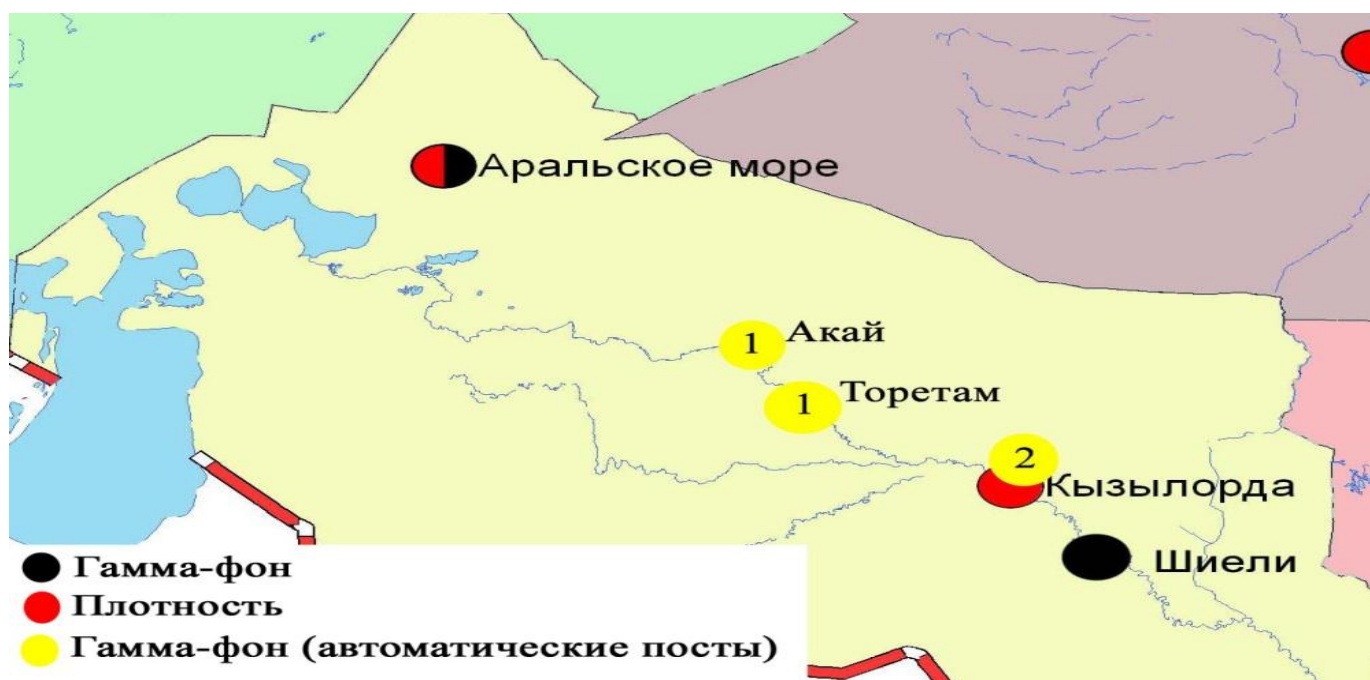 Аральское море
1 Акай
1 Торетам
2
Кызылорда
Шиели
Гамма-фон
Плотность
Гамма-фон (автоматические посты)